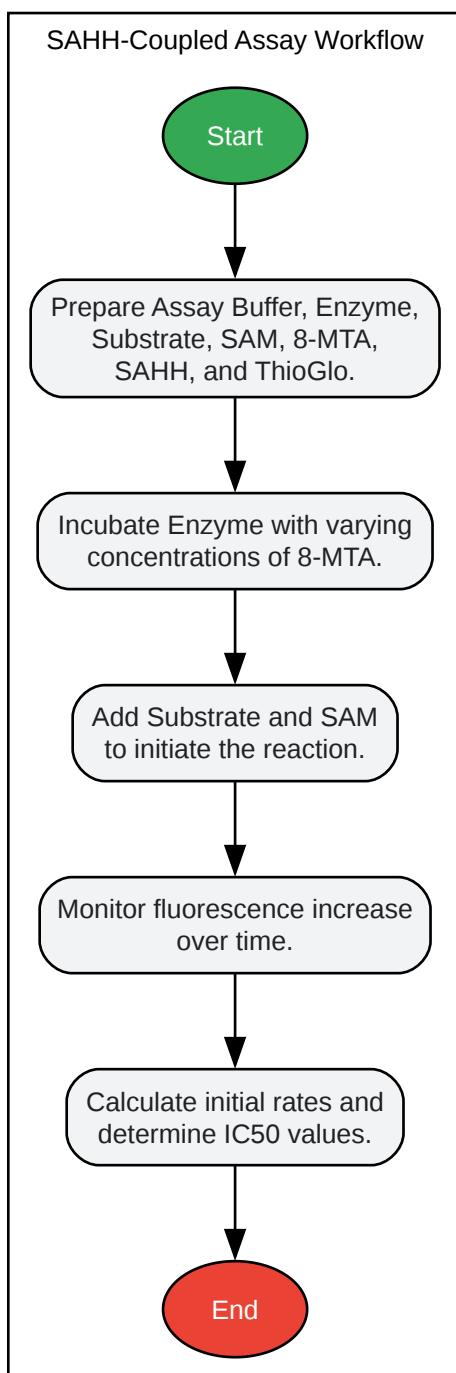 SAHH-Coupled Assay Workflow
Start
Prepare Assay Buffer, Enzyme,
Substrate, SAM, 8-MTA,
SAHH, and ThioGlo.
Incubate Enzyme with varying
concentrations of 8-MTA.
Add Substrate and SAM
to initiate the reaction.
Monitor fluorescence increase
over time.
Calculate initial rates and
determine IC50 values.
End